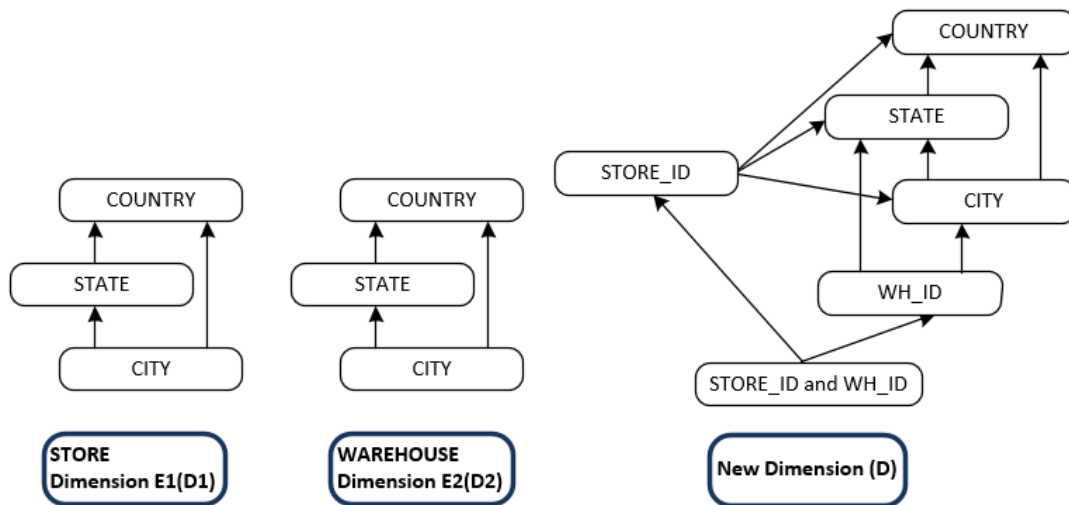 COUNTRY
STATE
CITY
STORE
Dimension E1(D1)
COUNTRY
STATE
CITY
WAREHOUSE
Dimension E2(D2)
COUNTRY
STATE
STORE_ID
CITY
WH_ID
STORE_ID and WH_ID
New Dimension (D)